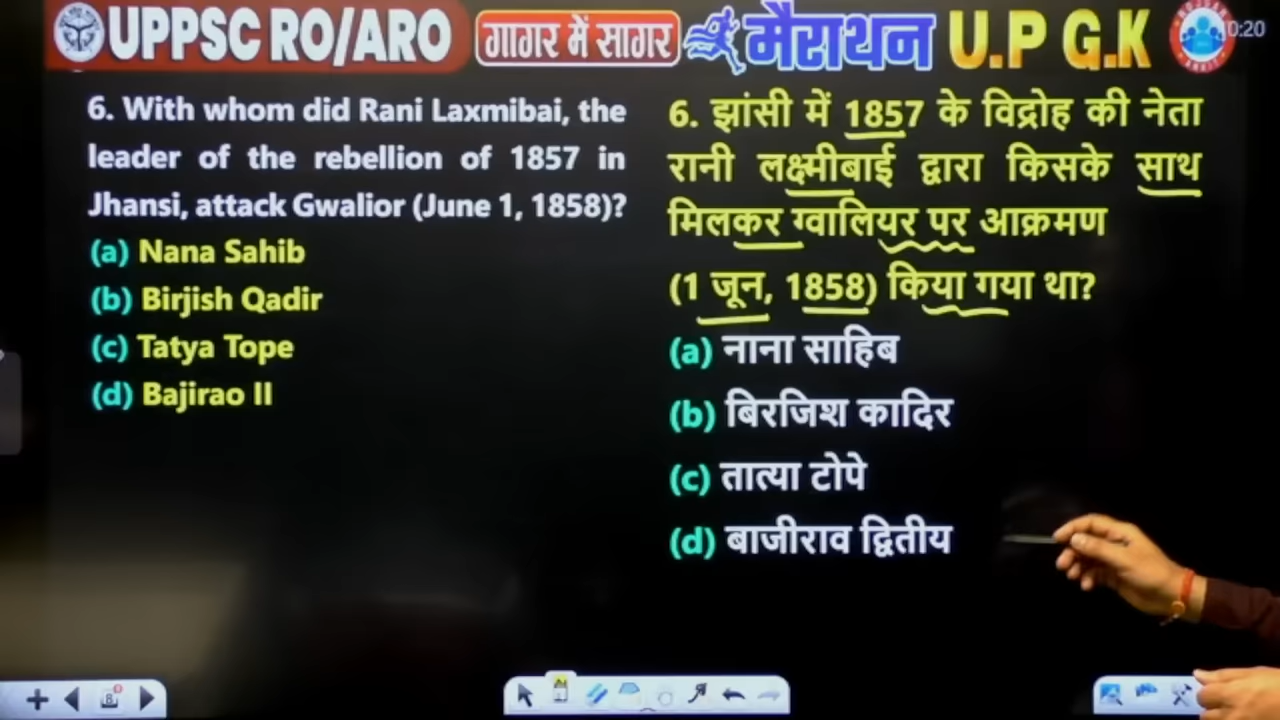 UPPSC RO/ARO गागर में सागर मैराथन U.P G.K
0:20
6. With whom did Rani Laxmibai, the
leader of the rebellion of 1857 in
Jhansi, attack Gwalior (June 1, 1858)?
(a) Nana Sahib
(b) Birjish Qadir
(c) Tatya Tope
(d) Bajirao II
6. झांसी में 1857 के विद्रोह की नेता
रानी लक्ष्मीबाई द्वारा किसके साथ
मिलकर ग्वालियर पर आक्रमण
(1 जून, 1858) किया गया था?
(a) नाना साहिब
(b) बिरजिश कादिर
(c) तात्या टोपे
(d) बाजीराव द्वितीय
8